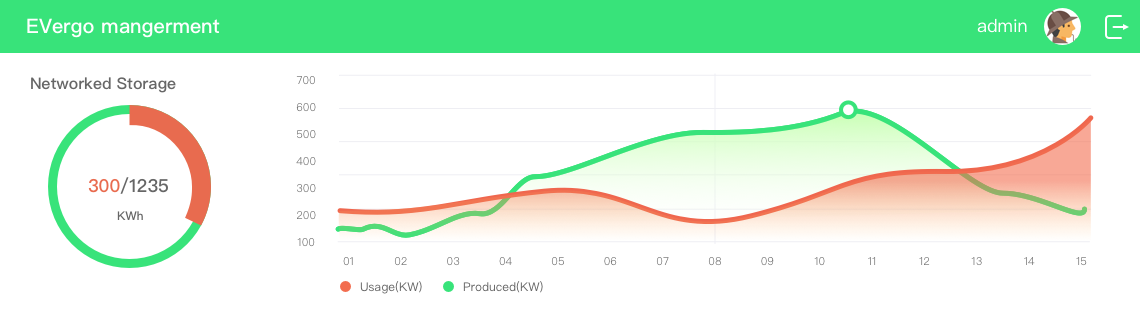 EVergo mangerment
admin
Networked Storage
300/1235
KWh
700
600
500
400
300
200
100
01 02 03 04 05 06 07 08 09 10 11 12 13 14 15
Usage(KW) Produced(KW)